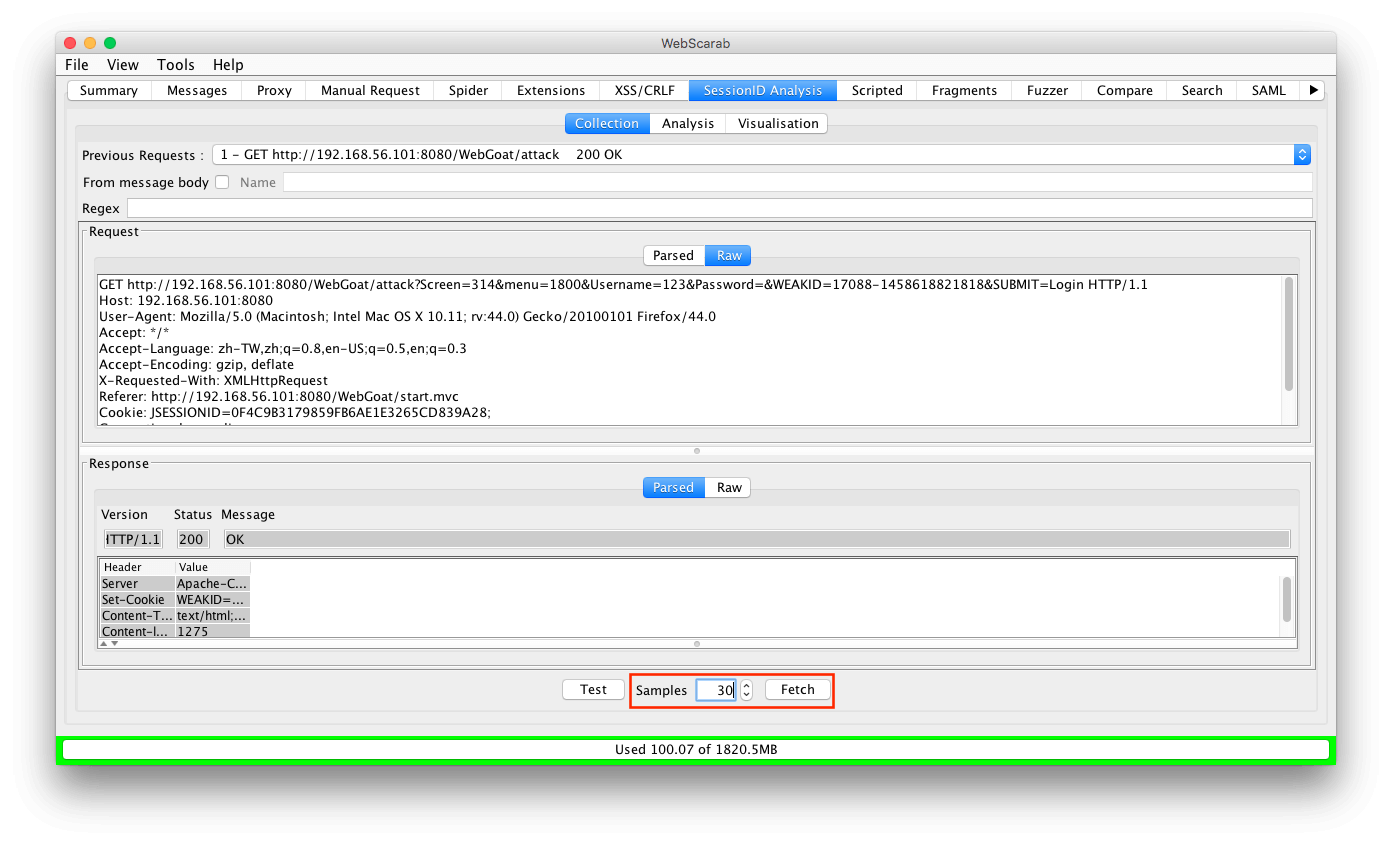 WebScarab
File View Tools Help
Summary Messages Proxy Manual Request Spider Extensions XSS/CRLF SessionID Analysis Scripted Fragments Fuzzer Compare Search SAML
Collection Analysis Visualisation
Previous Requests : 1 - GET http://192.168.56.101:8080/WebGoat/attack 200 OK
From message body Name
Regex
Request
Parsed Raw
GET http://192.168.56.101:8080/WebGoat/attack?Screen=314&menu=1800&Username=123&Password=&WEAKID=17088-1458618821818&SUBMIT=Login HTTP/1.1
Host: 192.168.56.101:8080
User-Agent: Mozilla/5.0 (Macintosh; Intel Mac OS X 10.11; rv:44.0) Gecko/20100101 Firefox/44.0
Accept: */*
Accept-Language: zh-TW,zh;q=0.8,en-US;q=0.5,en;q=0.3
Accept-Encoding: gzip, deflate
X-Requested-With: XMLHttpRequest
Referer: http://192.168.56.101:8080/WebGoat/start.mvc
Cookie: JSESSIONID=0F4C9B3179859FB6AE1E3265CD839A28;
Response
Parsed Raw
Version Status Message
HTTP/1.1 200 OK
Header Value
Server Apache-C...
Set-Cookie WEAKID=...
Content-T... text/html;...
Content-l... 1275
Test Samples 30 Fetch
Used 100.07 of 1820.5MB